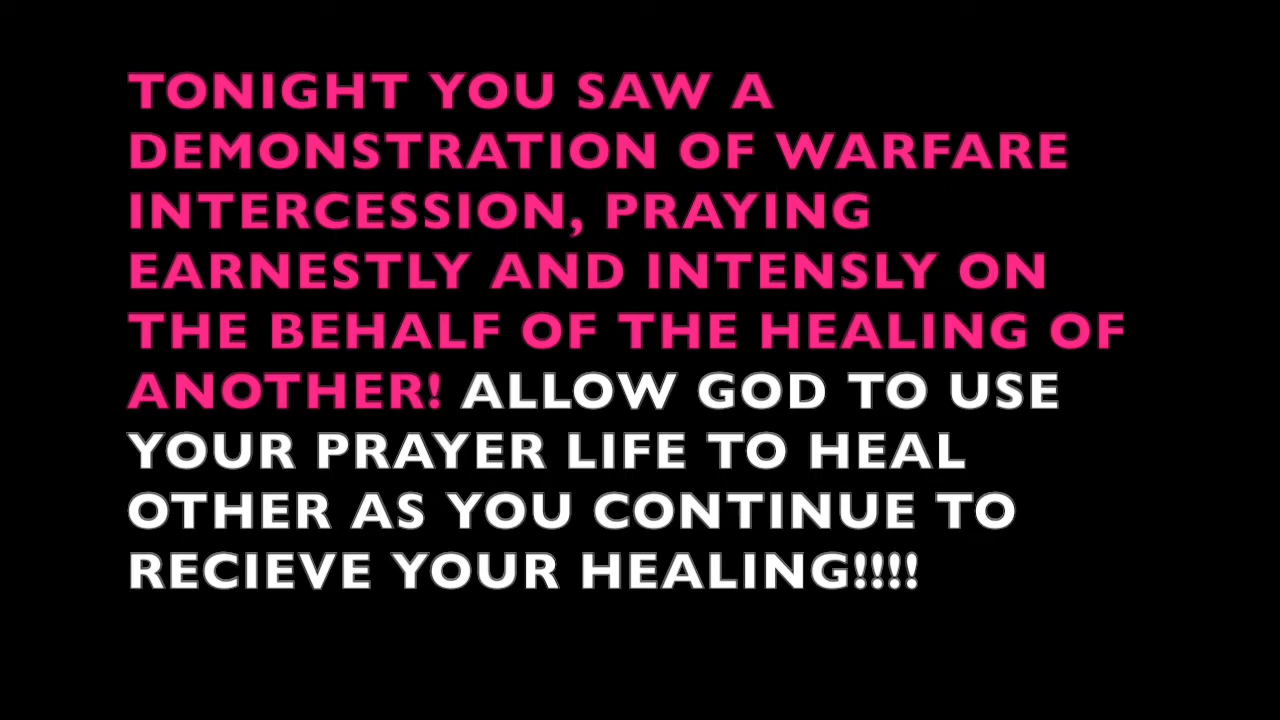 TONIGHT YOU SAW A
DEMONSTRATION OF WARFARE
INTERCESSION, PRAYING
EARNESTLY AND INTENSLY ON
THE BEHALF OF THE HEALING OF
ANOTHER! ALLOW GOD TO USE
YOUR PRAYER LIFE TO HEAL
OTHER AS YOU CONTINUE TO
RECIEVE YOUR HEALING!!!!